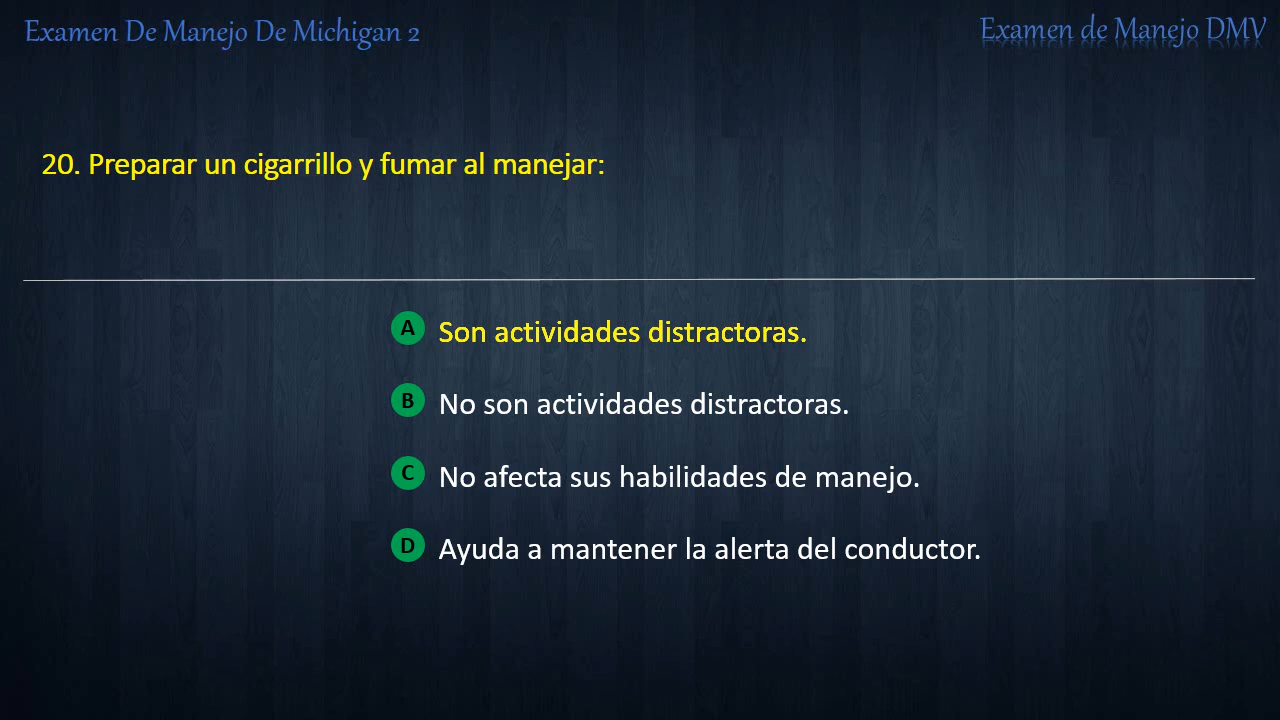 Examen De Manejo De Michigan 2
Examen de Manejo DMV
20. Preparar un cigarrillo y fumar al manejar:
A Son actividades distractoras.
B No son actividades distractoras.
C No afecta sus habilidades de manejo.
D Ayuda a mantener la alerta del conductor.